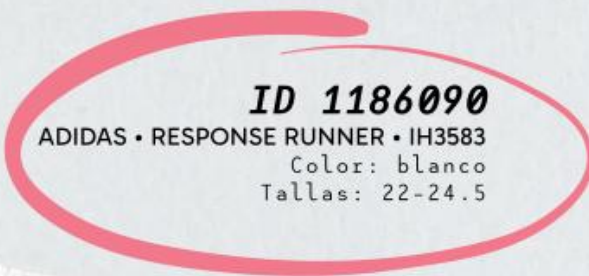 ID 1186090
ADIDAS • RESPONSE RUNNER • IH3583
Color: blanco
Tallas: 22-24.5